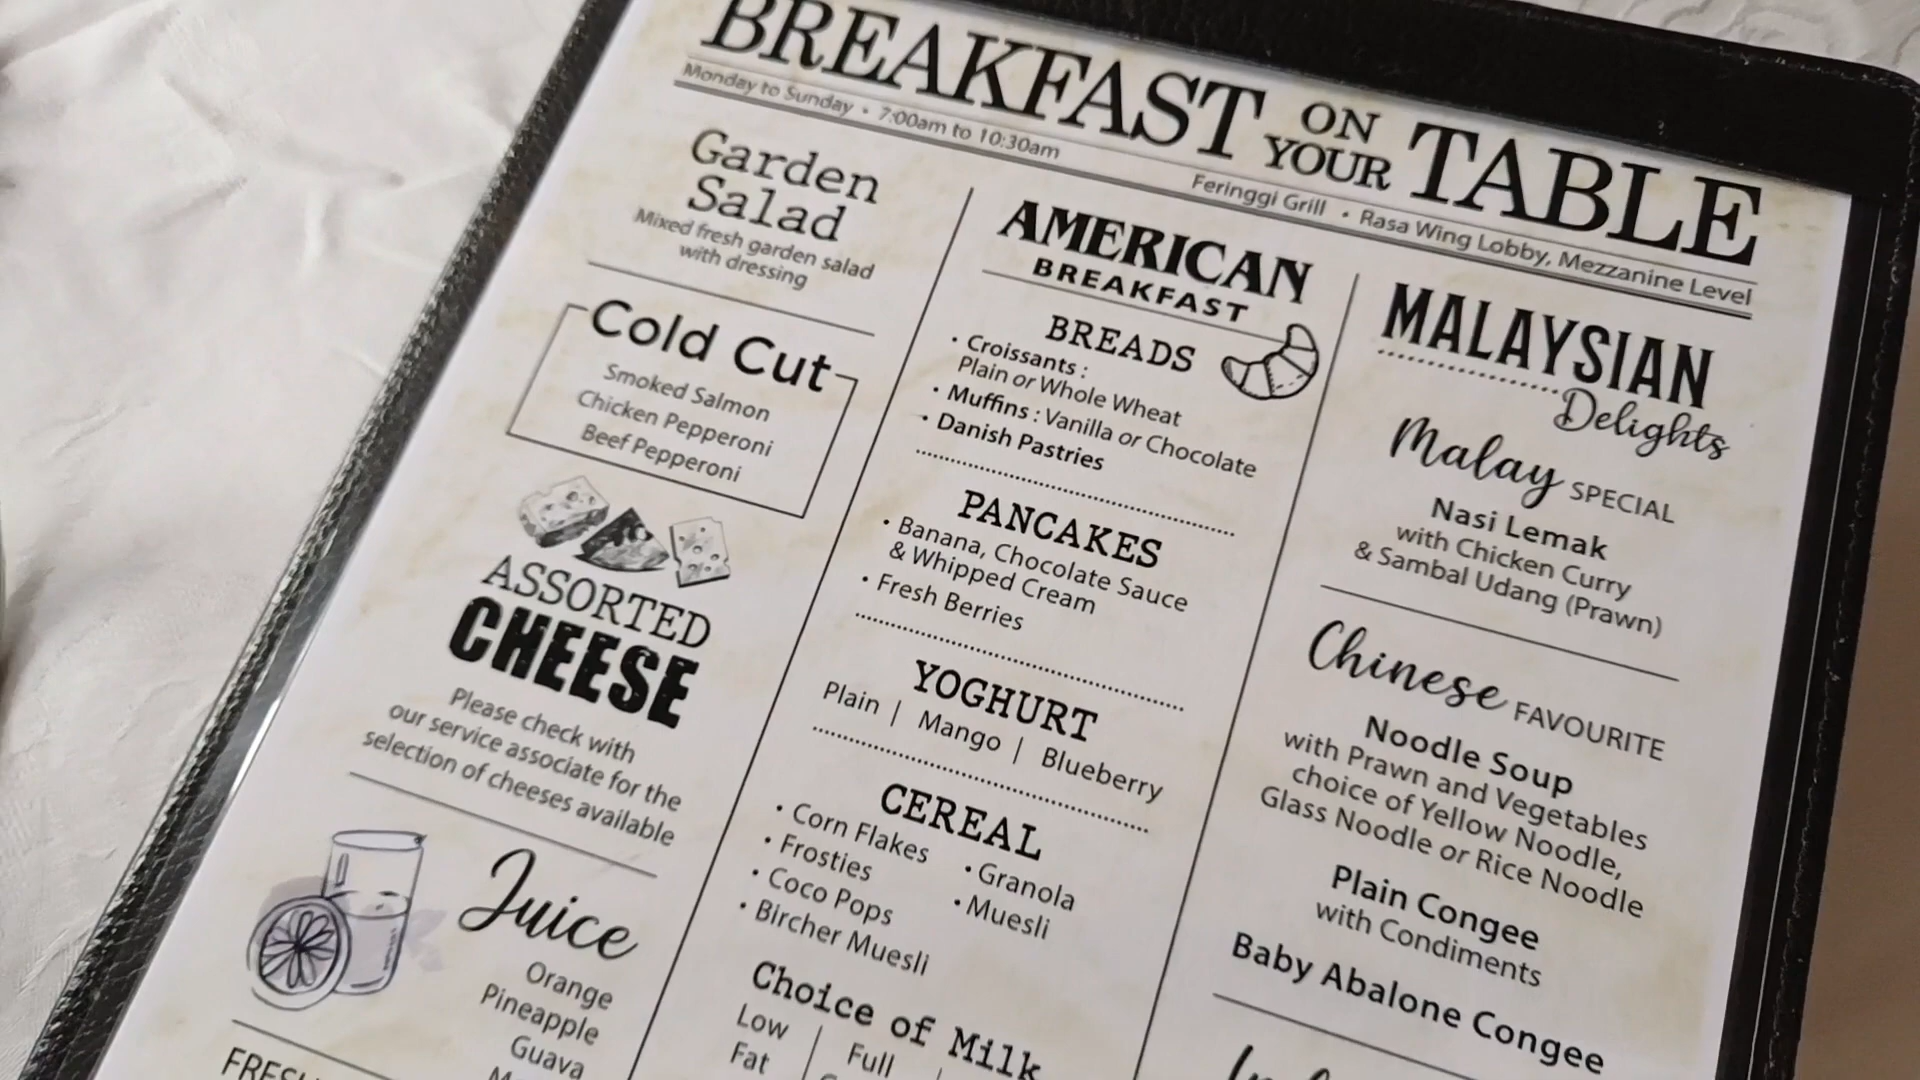 BREAKFAST ON YOUR TABLE
Monday to Sunday • 7:00am to 10:30am
Feringgi Grill • Rasa Wing Lobby, Mezzanine Level
Garden
Salad
Mixed fresh garden salad
with dressing
Cold Cut
Smoked Salmon
Chicken Pepperoni
Beef Pepperoni
ASSORTED
CHEESE
Please check with
our service associate for the
selection of cheeses available
Juice
Orange
Pineapple
Guava
AMERICAN
BREAKFAST
BREADS
• Croissants :
Plain or Whole Wheat
• Muffins : Vanilla or Chocolate
• Danish Pastries
PANCAKES
• Banana, Chocolate Sauce
& Whipped Cream
• Fresh Berries
YOGHURT
Plain | Mango | Blueberry
CEREAL
• Corn Flakes
• Frosties
• Coco Pops
• Bircher Muesli
• Granola
• Muesli
Choice of Milk
Low
Fat
Full
MALAYSIAN
Delights
Malay SPECIAL
Nasi Lemak
with Chicken Curry
& Sambal Udang (Prawn)
Chinese FAVOURITE
Noodle Soup
with Prawn and Vegetables
choice of Yellow Noodle,
Glass Noodle or Rice Noodle
Plain Congee
with Condiments
Baby Abalone Congee